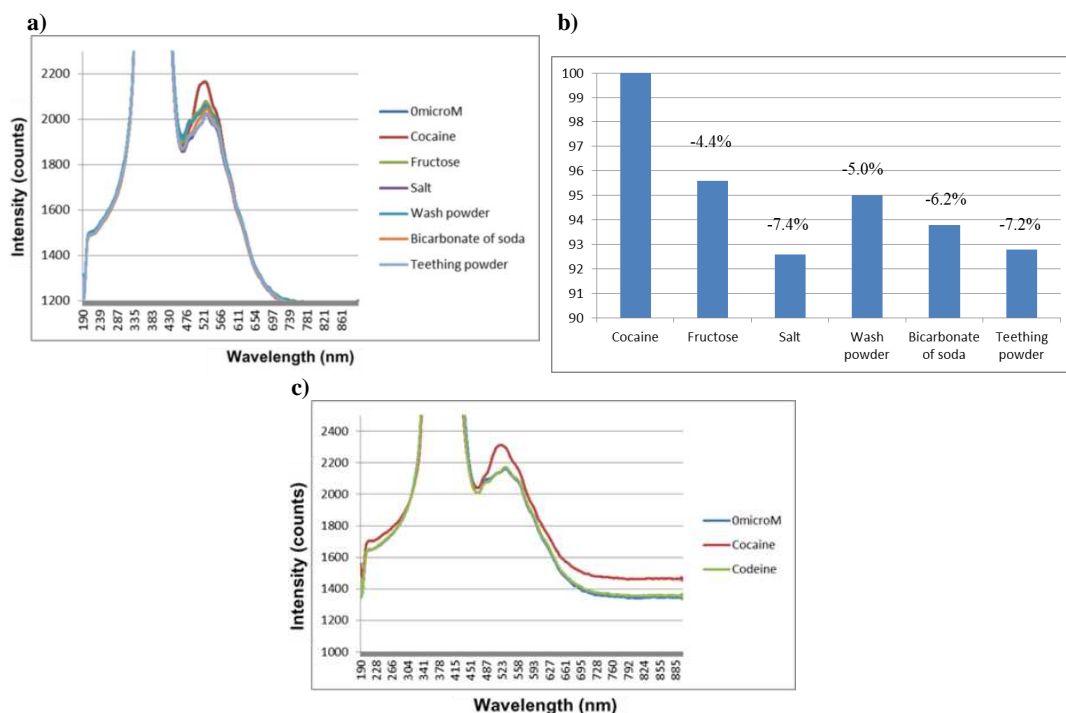 a)
Intensity (counts)
2200
2000
1800
1600
1400
1200
190
239
287
335
383
430
476
521
566
611
654
697
739
781
821
861
Wavelength (nm)
0microM
Cocaine
Fructose
Salt
Wash powder
Bicarbonate of soda
Teething powder
b)
100
99
98
97
96
95
94
93
92
91
90
-4.4%
-7.4%
-5.0%
-6.2%
-7.2%
Cocaine
Fructose
Salt
Wash
powder
Bicarbonate
of soda
Teething
powder
c)
Intensity (counts)
2400
2200
2000
1800
1600
1400
1200
1000
190
228
266
304
341
378
415
451
487
523
558
593
627
661
695
728
760
792
824
855
885
Wavelength (nm)
0microM
Cocaine
Codeine